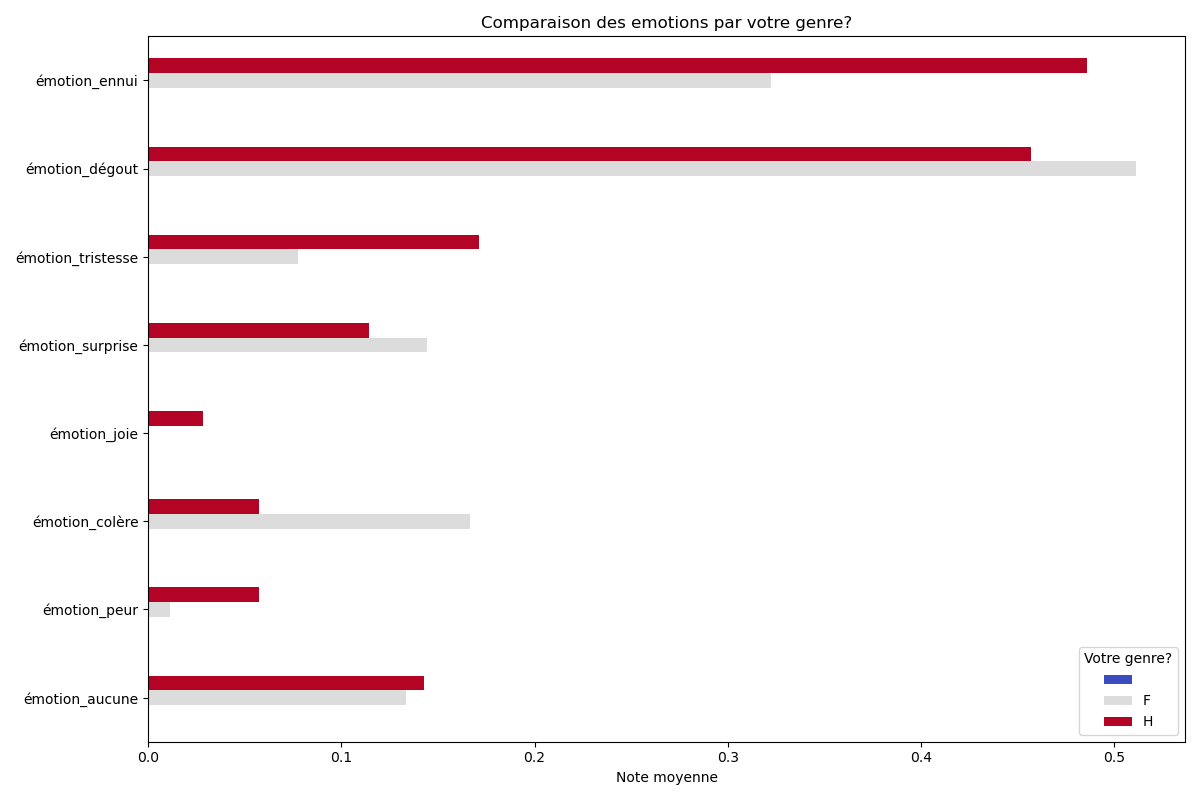 Comparaison des emotions par votre genre?
émotion_ennui
émotion_dégout
émotion_tristesse
émotion_surprise
émotion_joie
émotion_colère
émotion_peur
émotion_aucune
Votre genre?
F
H
0.0 0.1 0.2 0.3 0.4 0.5
Note moyenne